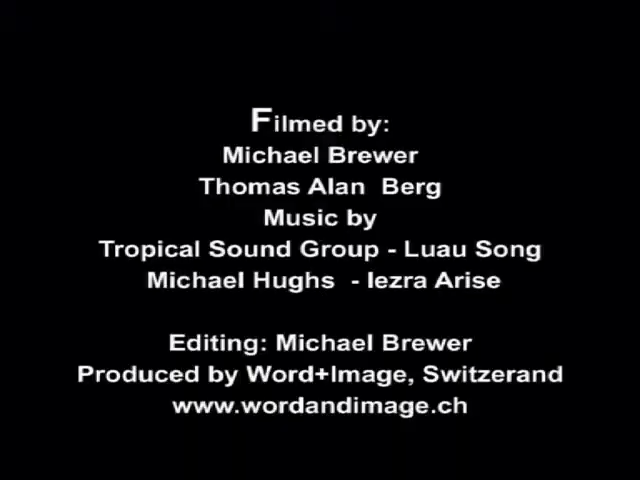 Filmed by:
Michael Brewer
Thomas Alan Berg
Music by
Tropical Sound Group - Luau Song
Michael Hughs - Iezra Arise
Editing: Michael Brewer
Produced by Word+Image, Switzerand
www.wordandimage.ch